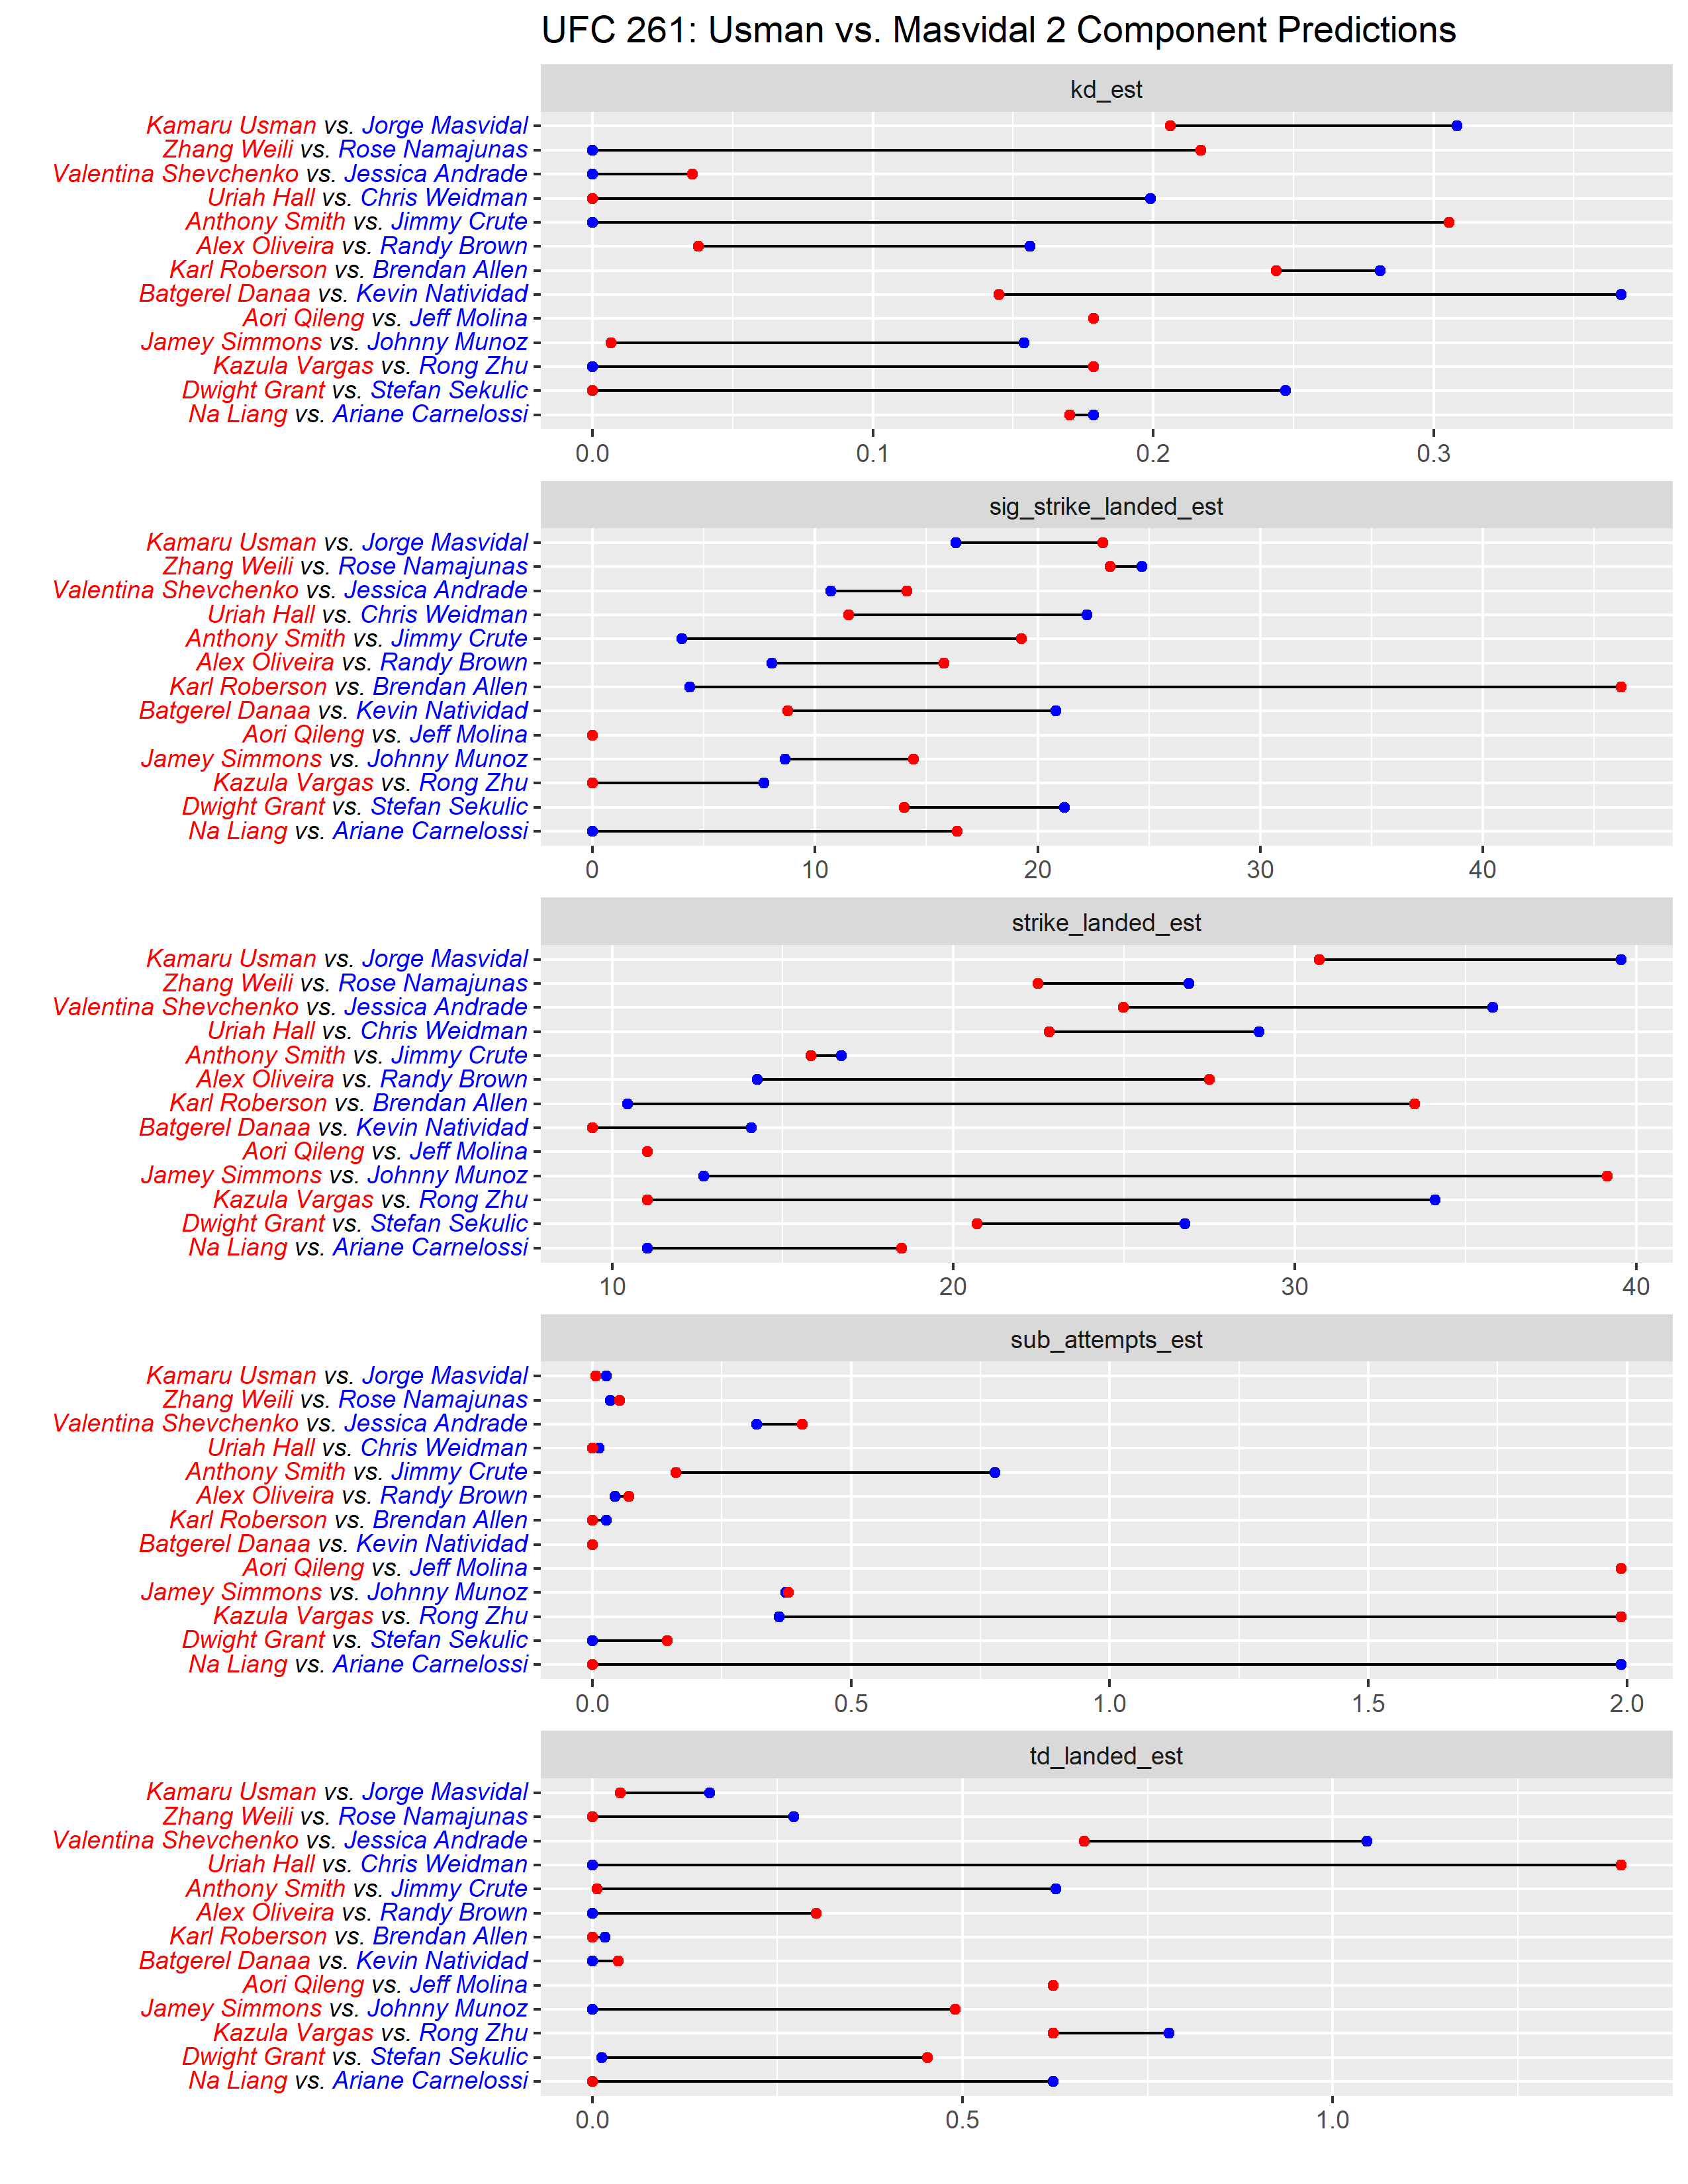 UFC 261: Usman vs. Masvidal 2 Component Predictions
kd_est
Kamaru Usman vs. Jorge Masvidal
Zhang Weili vs. Rose Namajunas
Valentina Shevchenko vs. Jessica Andrade
Uriah Hall vs. Chris Weidman
Anthony Smith vs. Jimmy Crute
Alex Oliveira vs. Randy Brown
Karl Roberson vs. Brendan Allen
Batgerel Danaa vs. Kevin Natividad
Aori Qileng vs. Jeff Molina
Jamey Simmons vs. Johnny Munoz
Kazula Vargas vs. Rong Zhu
Dwight Grant vs. Stefan Sekulic
Na Liang vs. Ariane Carnelossi
0.0 0.1 0.2 0.3
sig_strike_landed_est
Kamaru Usman vs. Jorge Masvidal
Zhang Weili vs. Rose Namajunas
Valentina Shevchenko vs. Jessica Andrade
Uriah Hall vs. Chris Weidman
Anthony Smith vs. Jimmy Crute
Alex Oliveira vs. Randy Brown
Karl Roberson vs. Brendan Allen
Batgerel Danaa vs. Kevin Natividad
Aori Qileng vs. Jeff Molina
Jamey Simmons vs. Johnny Munoz
Kazula Vargas vs. Rong Zhu
Dwight Grant vs. Stefan Sekulic
Na Liang vs. Ariane Carnelossi
0 10 20 30 40
strike_landed_est
Kamaru Usman vs. Jorge Masvidal
Zhang Weili vs. Rose Namajunas
Valentina Shevchenko vs. Jessica Andrade
Uriah Hall vs. Chris Weidman
Anthony Smith vs. Jimmy Crute
Alex Oliveira vs. Randy Brown
Karl Roberson vs. Brendan Allen
Batgerel Danaa vs. Kevin Natividad
Aori Qileng vs. Jeff Molina
Jamey Simmons vs. Johnny Munoz
Kazula Vargas vs. Rong Zhu
Dwight Grant vs. Stefan Sekulic
Na Liang vs. Ariane Carnelossi
10 20 30 40
sub_attempts_est
Kamaru Usman vs. Jorge Masvidal
Zhang Weili vs. Rose Namajunas
Valentina Shevchenko vs. Jessica Andrade
Uriah Hall vs. Chris Weidman
Anthony Smith vs. Jimmy Crute
Alex Oliveira vs. Randy Brown
Karl Roberson vs. Brendan Allen
Batgerel Danaa vs. Kevin Natividad
Aori Qileng vs. Jeff Molina
Jamey Simmons vs. Johnny Munoz
Kazula Vargas vs. Rong Zhu
Dwight Grant vs. Stefan Sekulic
Na Liang vs. Ariane Carnelossi
0.0 0.5 1.0 1.5 2.0
td_landed_est
Kamaru Usman vs. Jorge Masvidal
Zhang Weili vs. Rose Namajunas
Valentina Shevchenko vs. Jessica Andrade
Uriah Hall vs. Chris Weidman
Anthony Smith vs. Jimmy Crute
Alex Oliveira vs. Randy Brown
Karl Roberson vs. Brendan Allen
Batgerel Danaa vs. Kevin Natividad
Aori Qileng vs. Jeff Molina
Jamey Simmons vs. Johnny Munoz
Kazula Vargas vs. Rong Zhu
Dwight Grant vs. Stefan Sekulic
Na Liang vs. Ariane Carnelossi
0.0 0.5 1.0